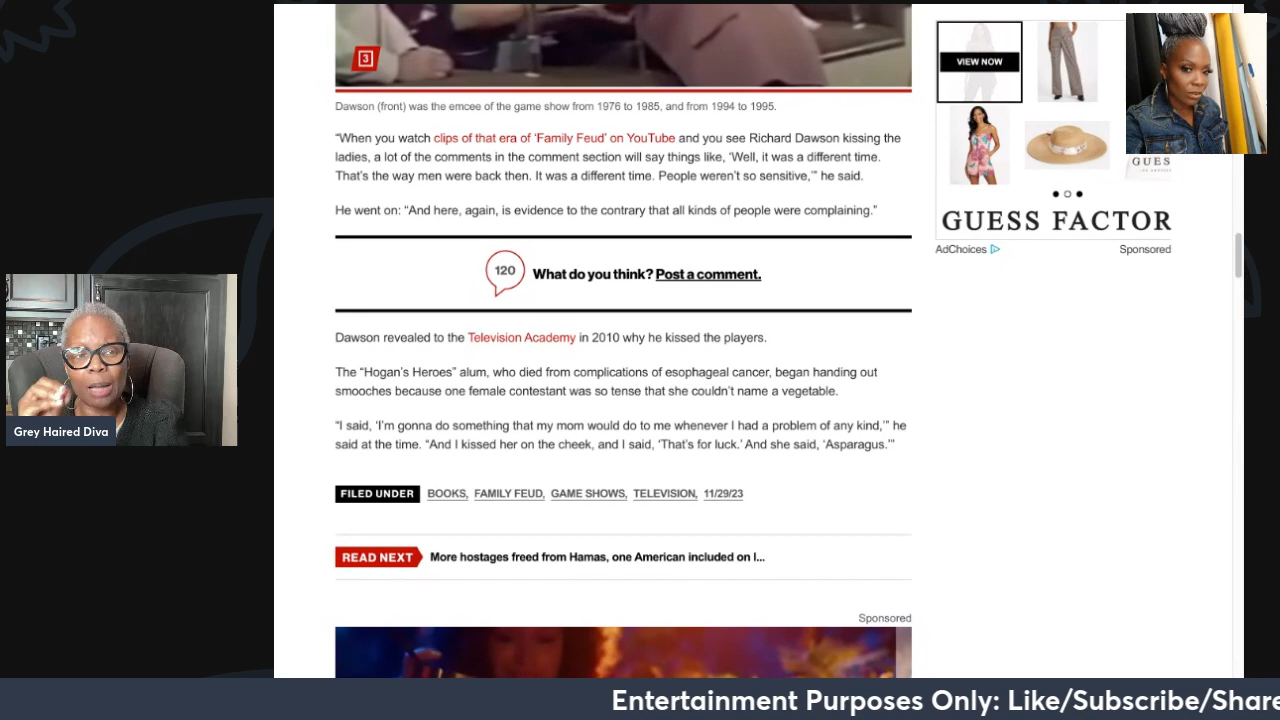 3
Dawson (front) was the emcee of the game show from 1976 to 1985, and from 1994 to 1995.
“When you watch clips of that era of ‘Family Feud’ on YouTube and you see Richard Dawson kissing the
ladies, a lot of the comments in the comment section will say things like, ‘Well, it was a different time.
That’s the way men were back then. It was a different time. People weren’t so sensitive,’” he said.
He went on: “And here, again, is evidence to the contrary that all kinds of people were complaining.”
120
What do you think? Post a comment.
Dawson revealed to the Television Academy in 2010 why he kissed the players.
The “Hogan’s Heroes” alum, who died from complications of esophageal cancer, began handing out
smooches because one female contestant was so tense that she couldn’t name a vegetable.
“I said, ‘I’m gonna do something that my mom would do to me whenever I had a problem of any kind,’” he
said at the time. “And I kissed her on the cheek, and I said, ‘That’s for luck.’ And she said, ‘Asparagus.’”
FILED UNDER BOOKS, FAMILY FEUD, GAME SHOWS, TELEVISION, 11/29/23
READ NEXT More hostages freed from Hamas, one American included on l...
Sponsored
VIEW NOW
GUES
GUESS FACTOR
AdChoices
Sponsored
Grey Haired Diva
Entertainment Purposes Only: Like/Subscribe/Share